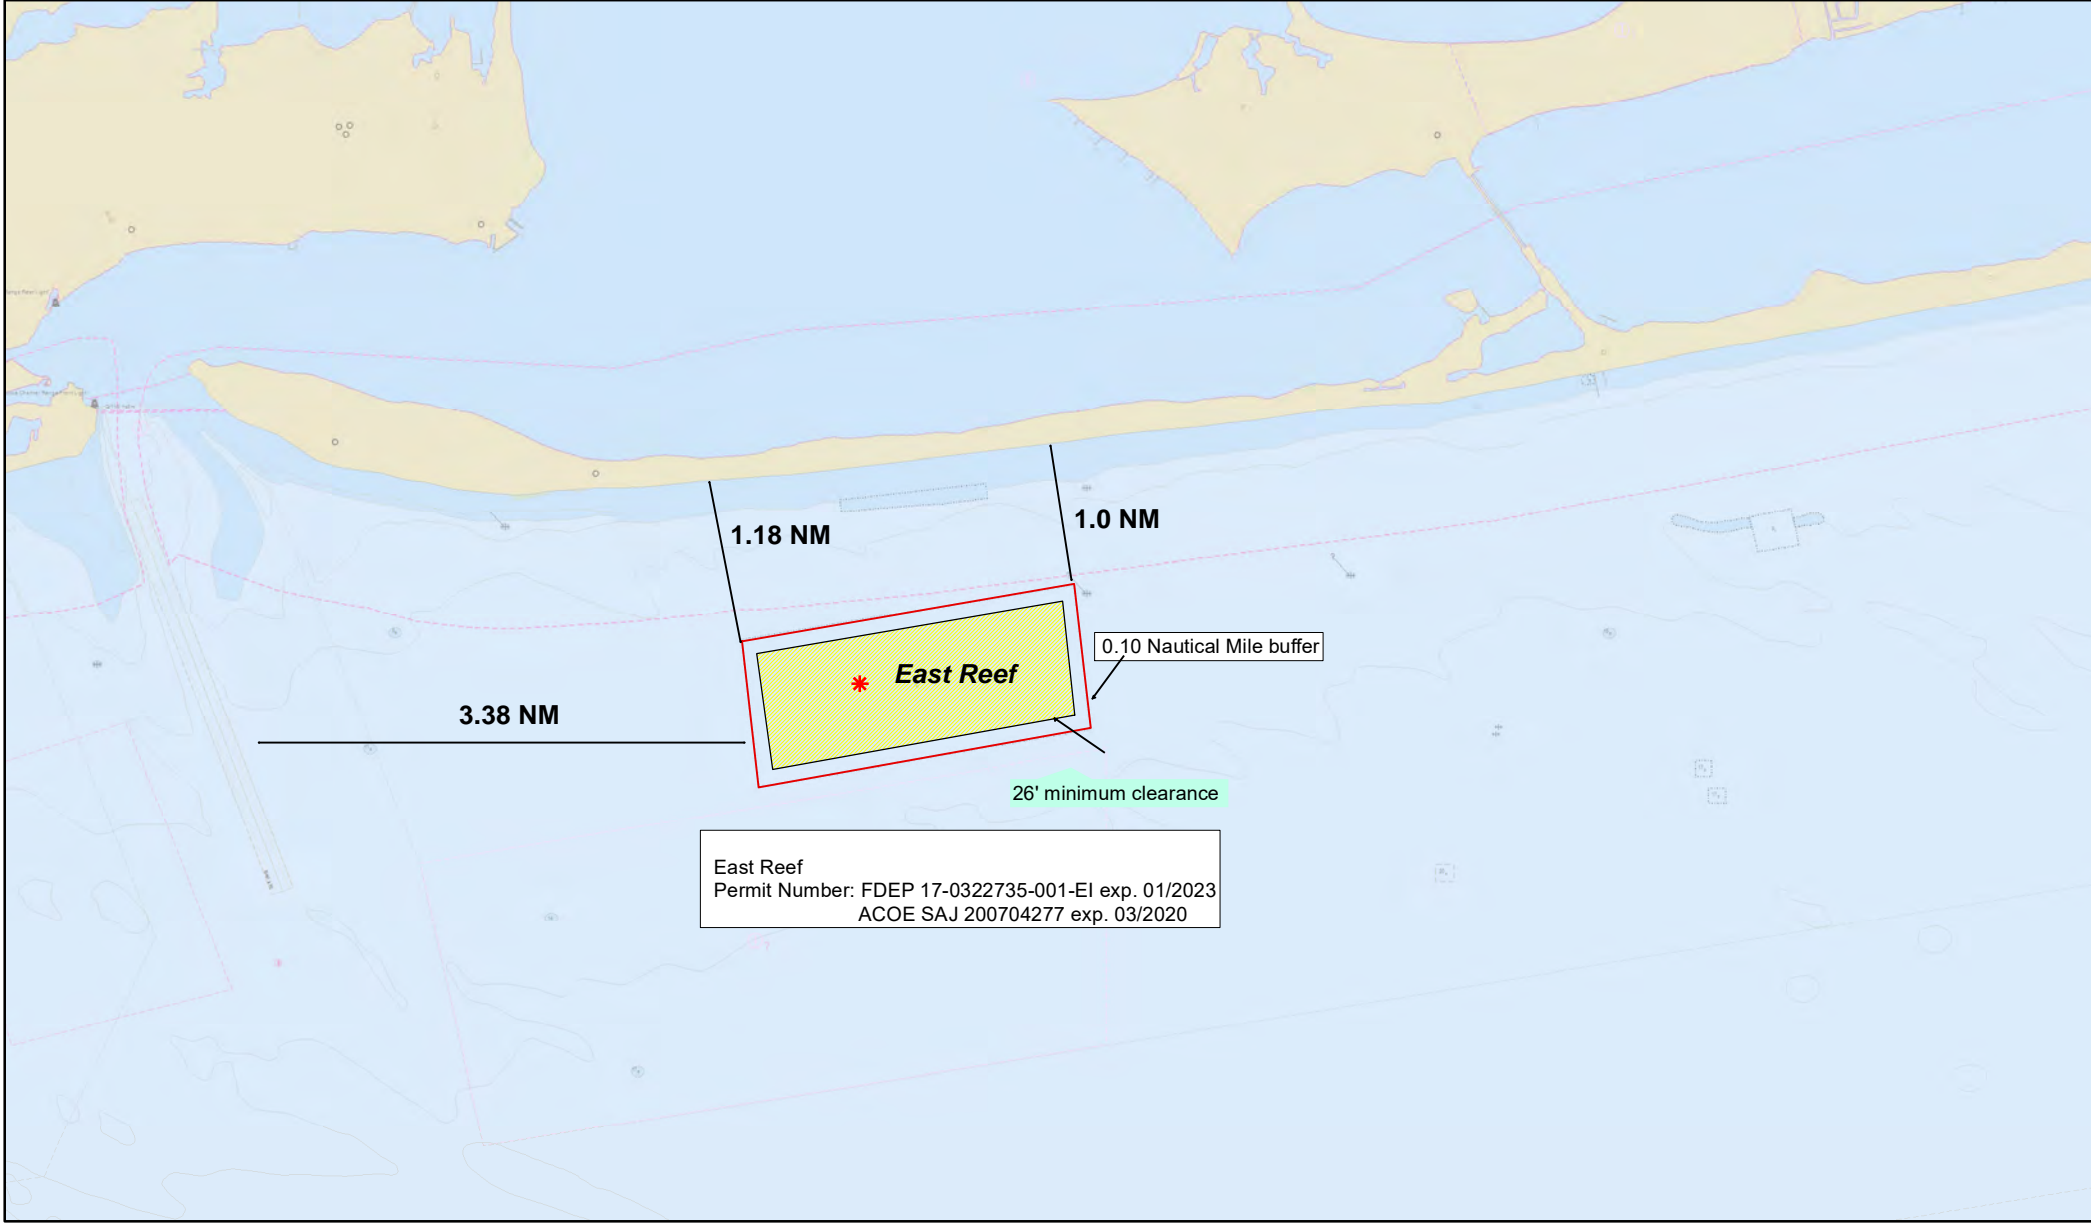 1.18 NM
1.0 NM
0.10 Nautical Mile buffer
East Reef
3.38 NM
26' minimum clearance
East Reef
Permit Number: FDEP 17-0322735-001-EI exp. 01/2023
ACOE SAJ 200704277 exp. 03/2020